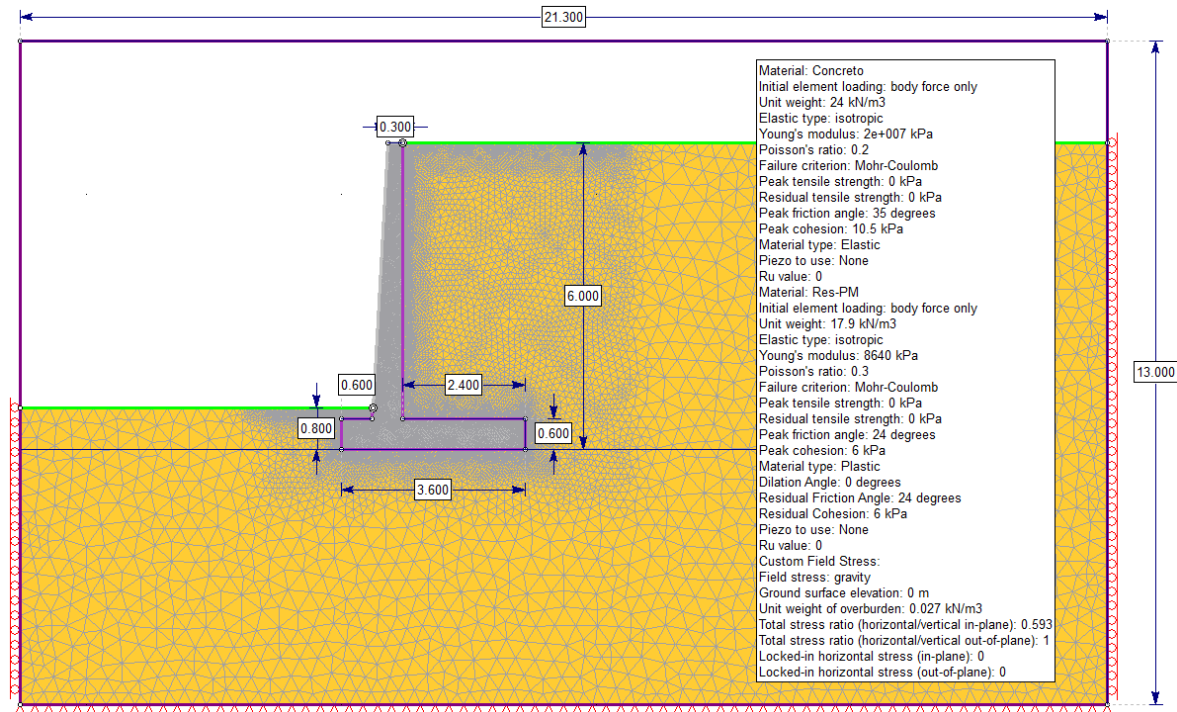 21.300
0.300
Material: Concreto
Initial element loading: body force only
Unit weight: 24 kN/m3
Elastic type: isotropic
Young's modulus: 2e+007 kPa
Poisson's ratio: 0.2
Failure criterion: Mohr-Coulomb
Peak tensile strength: 0 kPa
Residual tensile strength: 0 kPa
Peak friction angle: 35 degrees
Peak cohesion: 10.5 kPa
Material type: Elastic
Piezo to use: None
Ru value: 0
Material: Res-PM
Initial element loading: body force only
Unit weight: 17.9 kN/m3
Elastic type: isotropic
Young's modulus: 8640 kPa
Poisson's ratio: 0.3
Failure criterion: Mohr-Coulomb
Peak tensile strength: 0 kPa
Residual tensile strength: 0 kPa
Peak friction angle: 24 degrees
Peak cohesion: 6 kPa
Material type: Plastic
Dilation Angle: 0 degrees
Residual Friction Angle: 24 degrees
Residual Cohesion: 6 kPa
Piezo to use: None
Ru value: 0
Custom Field Stress:
Field stress: gravity
Ground surface elevation: 0 m
Unit weight of overburden: 0.027 kN/m3
Total stress ratio (horizontal/vertical in-plane): 0.593
Total stress ratio (horizontal/vertical out-of-plane): 1
Locked-in horizontal stress (in-plane): 0
Locked-in horizontal stress (out-of-plane): 0
6.000
13.000
0.600
2.400
0.800
0.600
3.600